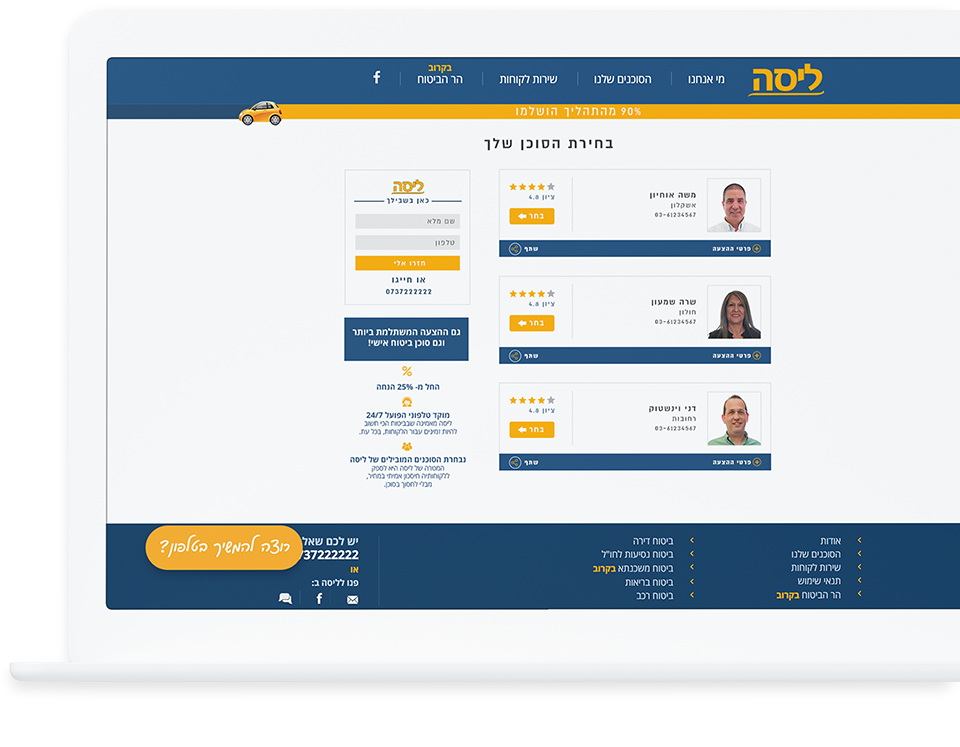 ליסה
מי אנחנו
הסוכנים שלנו
שירות לקוחות
בקרוב
הר הביטוח
90% מהתהליך הושלמו
בחירת הסוכן שלך
משה אוחיון
אשקלון
03-61234567
ציון 4.8
בחר
פרטי ההצעה
שתף
שרה שמעון
חולון
03-61234567
ציון 4.8
בחר
פרטי ההצעה
שתף
דני וינשטוק
רחובות
03-61234567
ציון 4.8
בחר
פרטי ההצעה
שתף
ליסה
כאן בשבילך
שם מלא
טלפון
חזרו אלי
או חייגו
0737222222
גם ההצעה המשתלמת ביותר
וגם סוכן ביטוח אישי!
החל מ- 25% הנחה
מוקד טלפוני הפועל 24/7
ליסה מאמינה שבביטוח הכי חשוב
להיות זמינים עבור הלקוחות, בכל עת.
נבחרת הסוכנים המובילים של ליסה
המטרה של ליסה היא לספק
ללקוחותיה חיסכון אמיתי במחיר,
מבלי לחסוך בסוכן.
אודות
הסוכנים שלנו
שירות לקוחות
תנאי שימוש
הר הביטוח בקרוב
ביטוח דירה
ביטוח נסיעות לחו"ל
ביטוח משכנתא בקרוב
ביטוח בריאות
ביטוח רכב
יש לכם שאל
37222222
או
פנו לליסה ב:
רוצה להמשיך בטלפון?